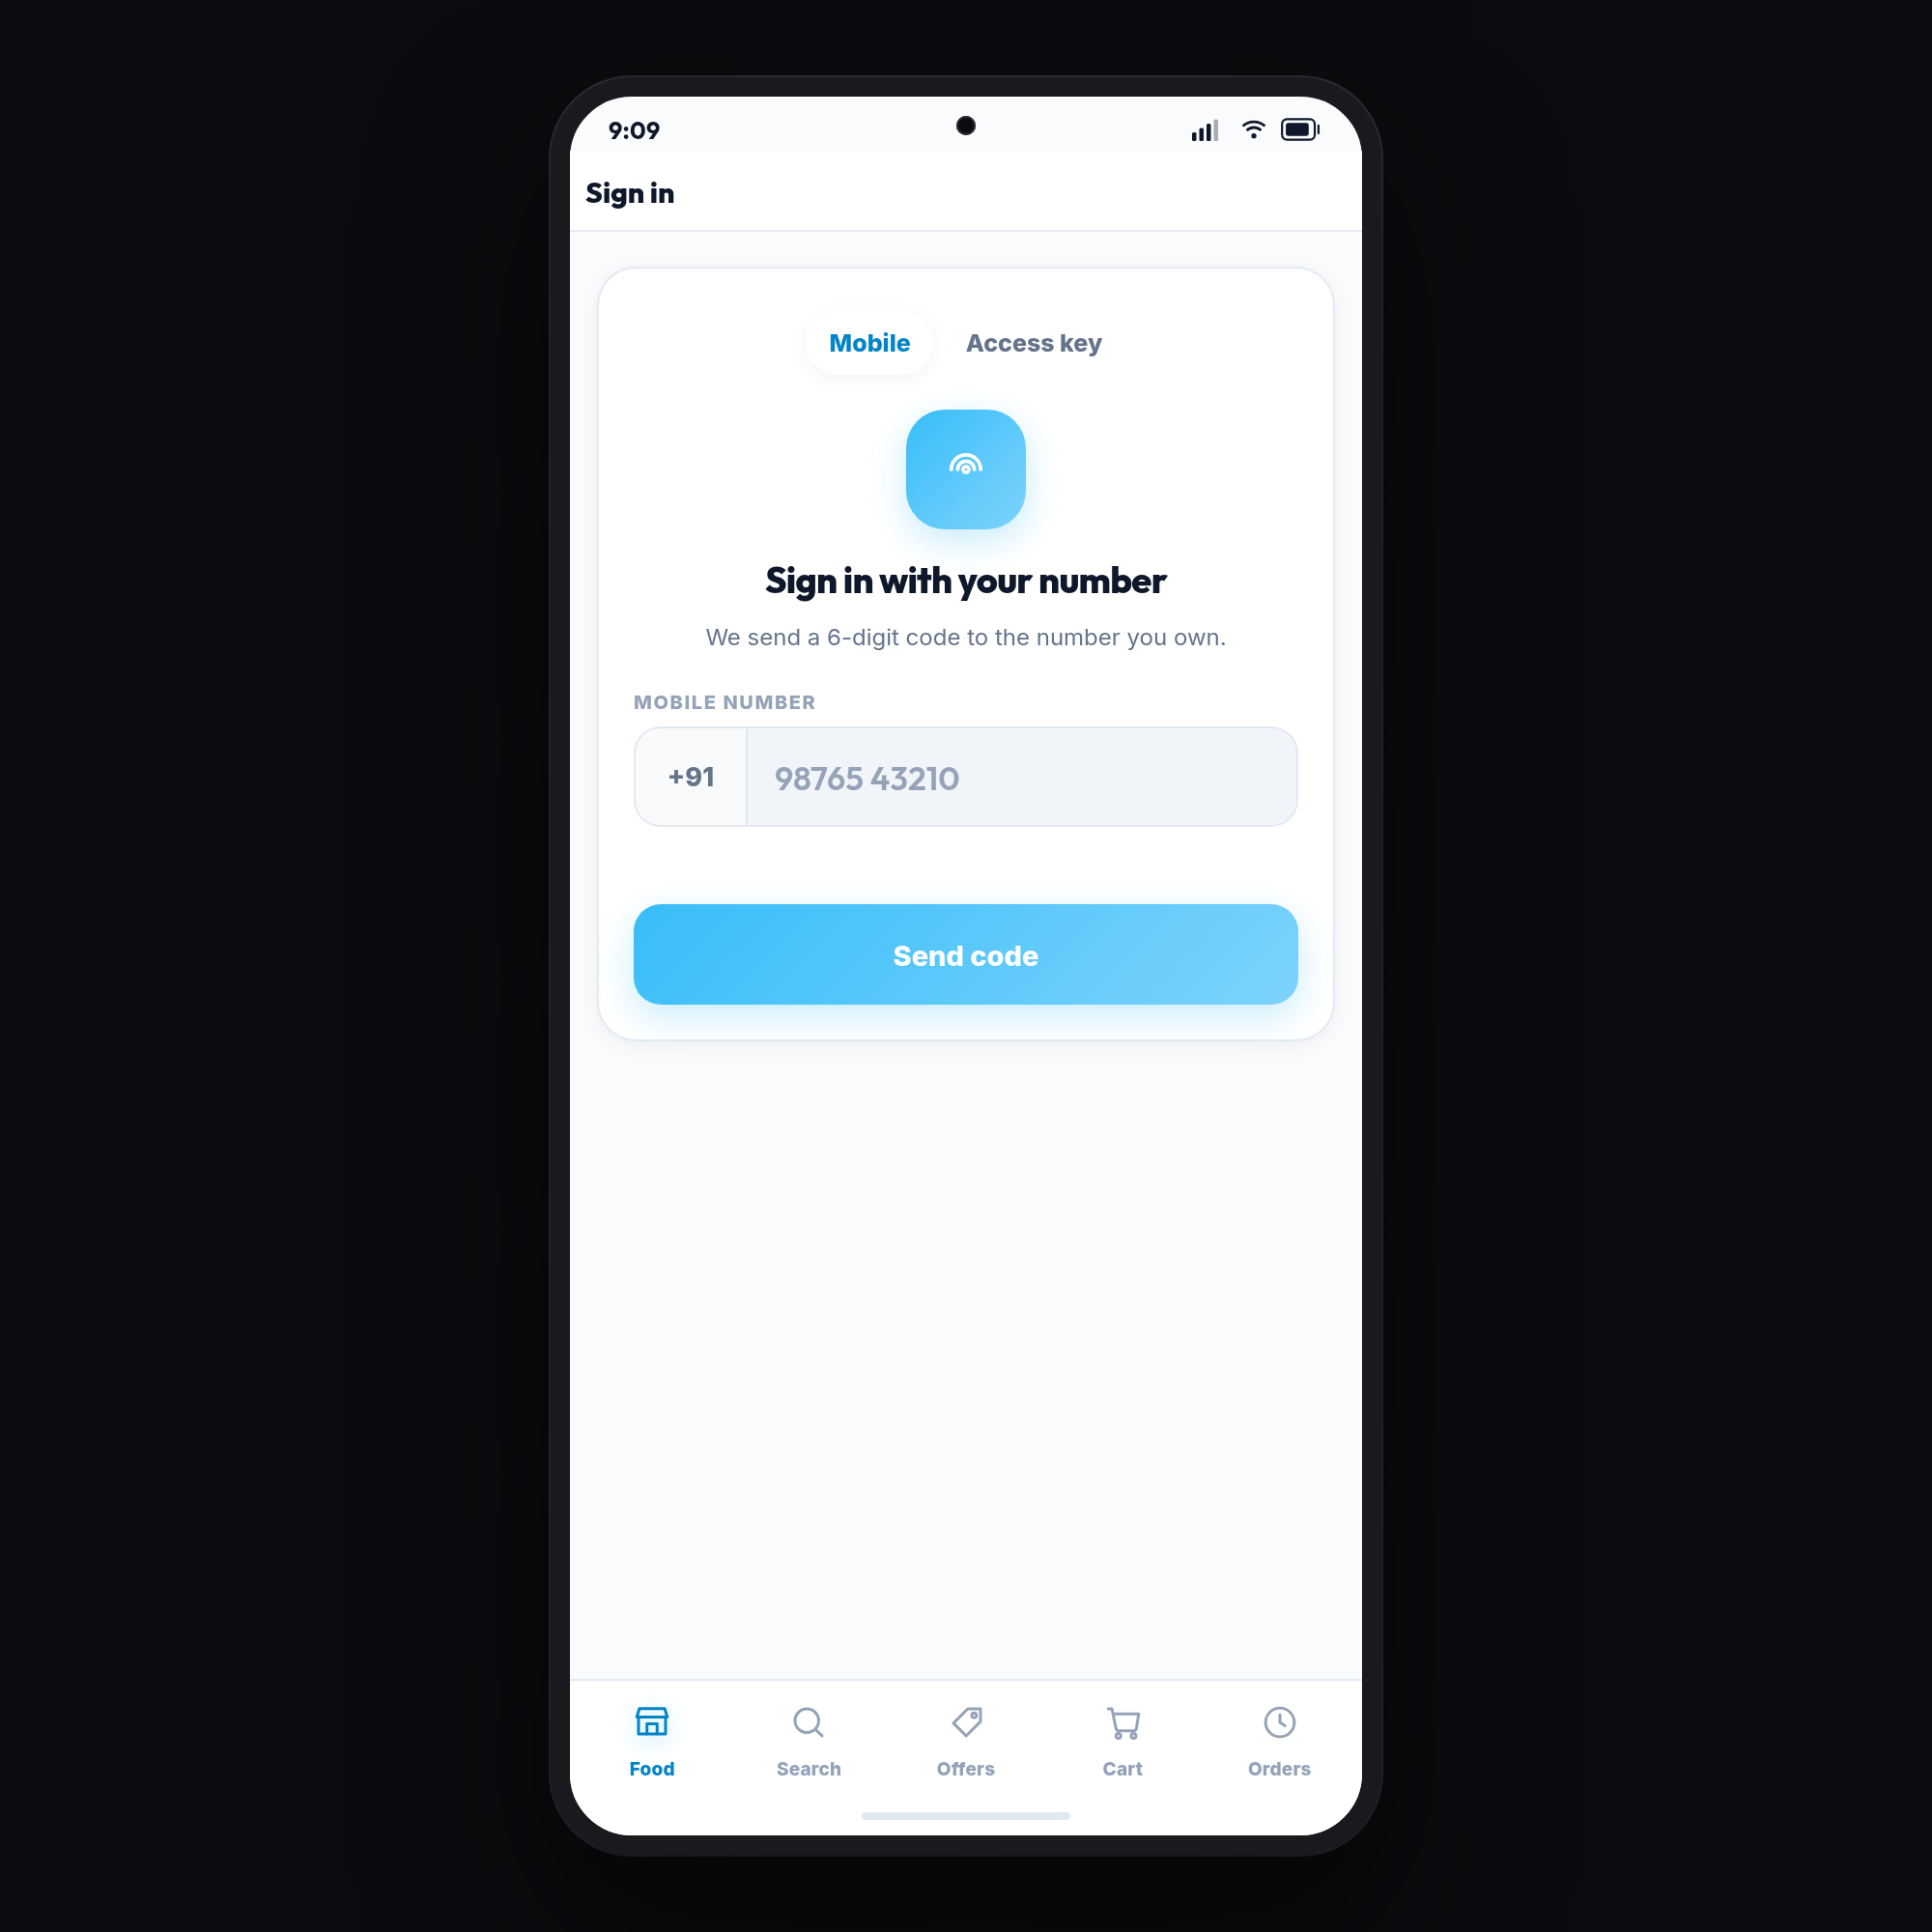 9:09
Sign in
Mobile Access key
Sign in with your number
We send a 6-digit code to the number you own.
MOBILE NUMBER
+91 98765 43210
Send code
Food Search Offers Cart Orders